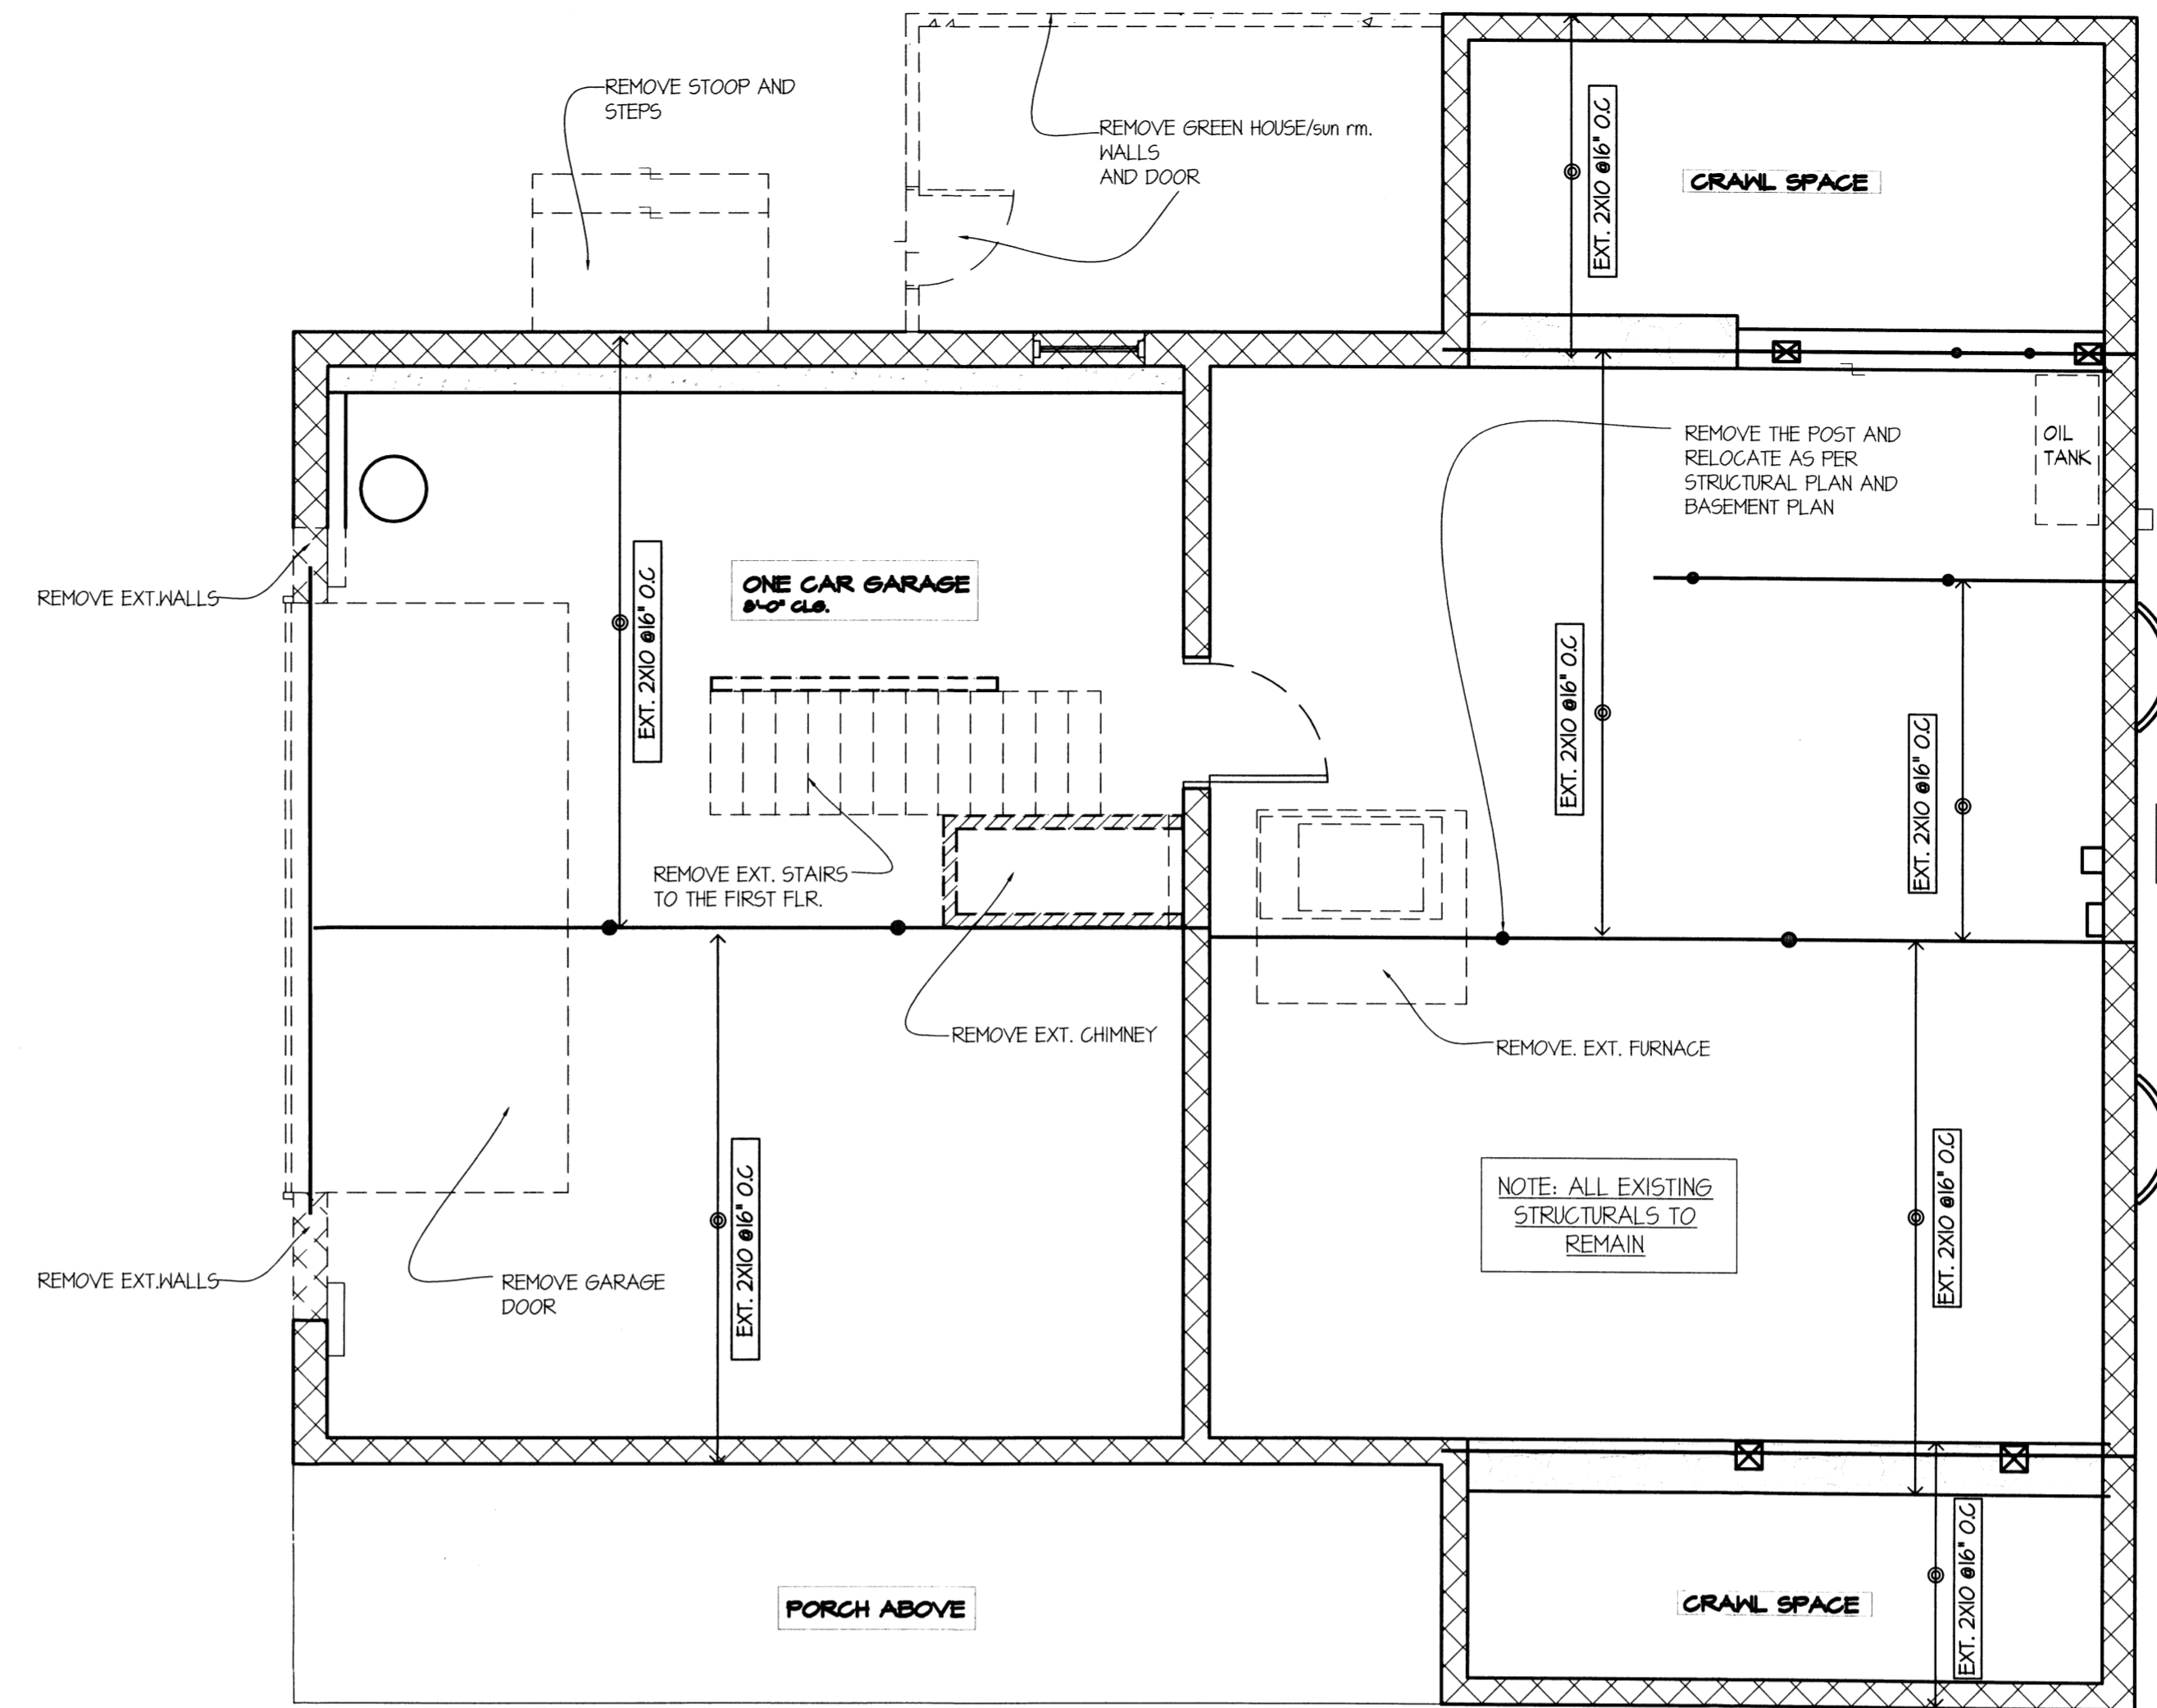 REMOVE STOOP AND
STEPS
REMOVE GREEN HOUSE/sun rm.
WALLS
AND DOOR
EXT. 2X10 @16" O.C
CRAWL SPACE
REMOVE THE POST AND
RELOCATE AS PER
STRUCTURAL PLAN AND
BASEMENT PLAN
OIL
TANK
REMOVE EXT.WALLS
EXT. 2X10 @16" O.C
ONE CAR GARAGE
8'-0" CLG.
EXT. 2X10 @16" O.C
EXT. 2X10 @16" O.C
REMOVE EXT. STAIRS
TO THE FIRST FLR.
REMOVE EXT. CHIMNEY
REMOVE. EXT. FURNACE
REMOVE EXT.WALLS
REMOVE GARAGE
DOOR
EXT. 2X10 @16" O.C
NOTE: ALL EXISTING
STRUCTURALS TO
REMAIN
EXT. 2X10 @16" O.C
PORCH ABOVE
CRAWL SPACE
EXT. 2X10 @16" O.C